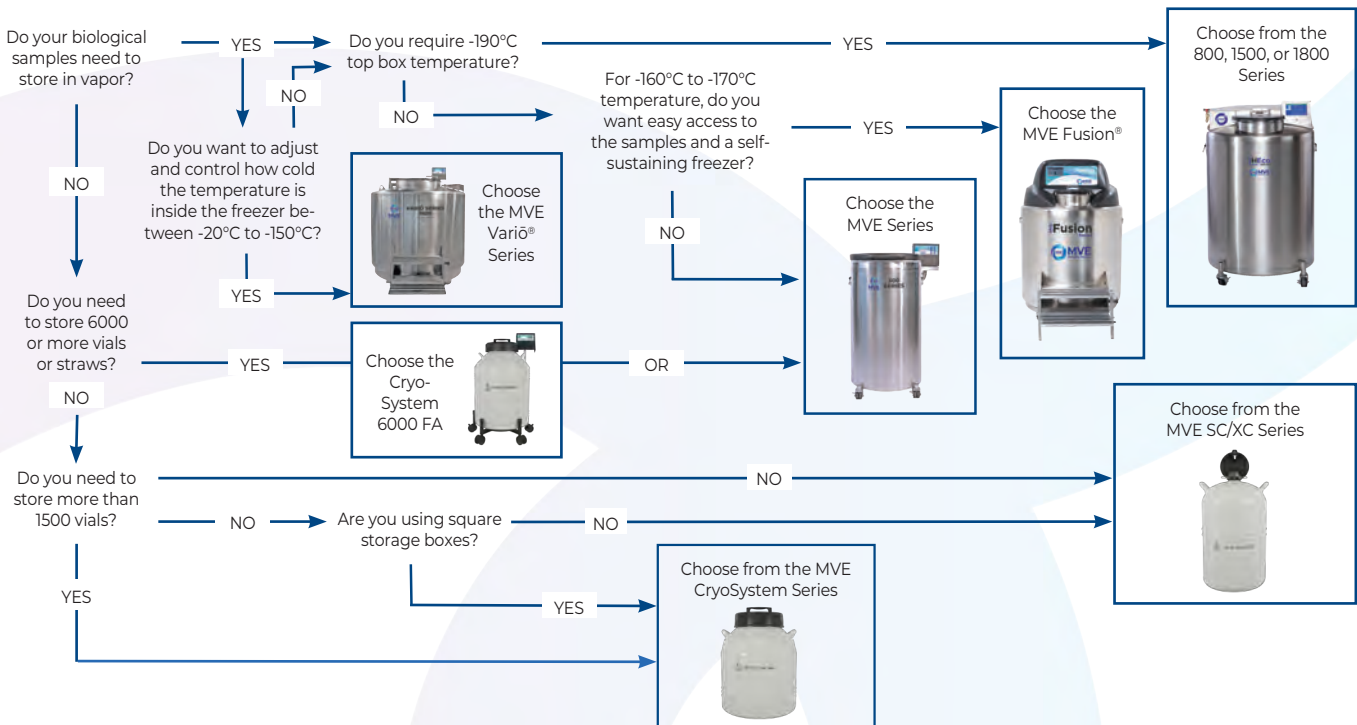 Do your biological
samples need to
store in vapor?
YES
Do you require -190°C
top box temperature?
YES
Choose from the
800, 1500, or 1800
Series
NO
NO
For -160°C to -170°C
temperature, do you
want easy access to
the samples and a self-
sustaining freezer?
YES
Choose the
MVE Fusion®
Fusion
MVE
Do you want to adjust
and control how cold
the temperature is
inside the freezer be-
tween -20°C to -150°C?
NO
Choose
the MVE
Variō®
Series
NO
Choose the
MVE Series
YES
Do you need
to store 6000
or more vials
or straws?
YES
Choose the
Cryo-
System
6000 FA
OR
NO
Choose from the
MVE SC/XC Series
Do you need to
store more than
1500 vials?
NO
NO
Are you using square
storage boxes?
NO
YES
YES
Choose from the MVE
CryoSystem Series